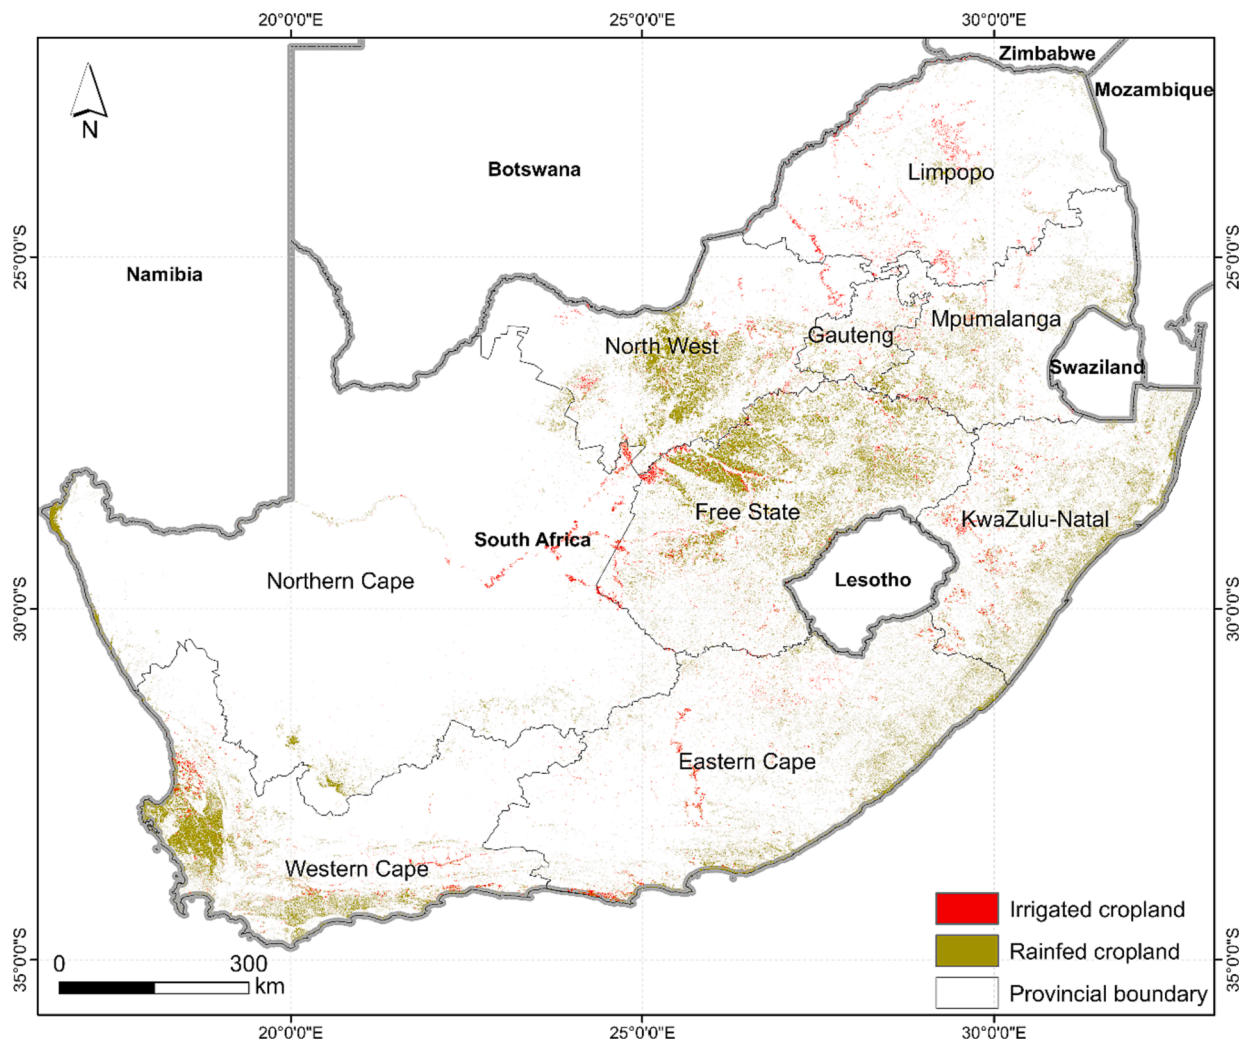 20°0'0"E 25°0'0"E 30°0'0"E
Zimbabwe
Mozambique
N
Botswana
Limpopo
25°0'0"S 25°0'0"S
Namibia
Mpumalanga
Gauteng
North West
Swaziland
Free State
KwaZulu-Natal
South Africa
Northern Cape
Lesotho
30°0'0"S 30°0'0"S
Eastern Cape
Western Cape
Irrigated cropland
Rainfed cropland
Provincial boundary
0 300
km
35°0'0"S 35°0'0"S
20°0'0"E 25°0'0"E 30°0'0"E